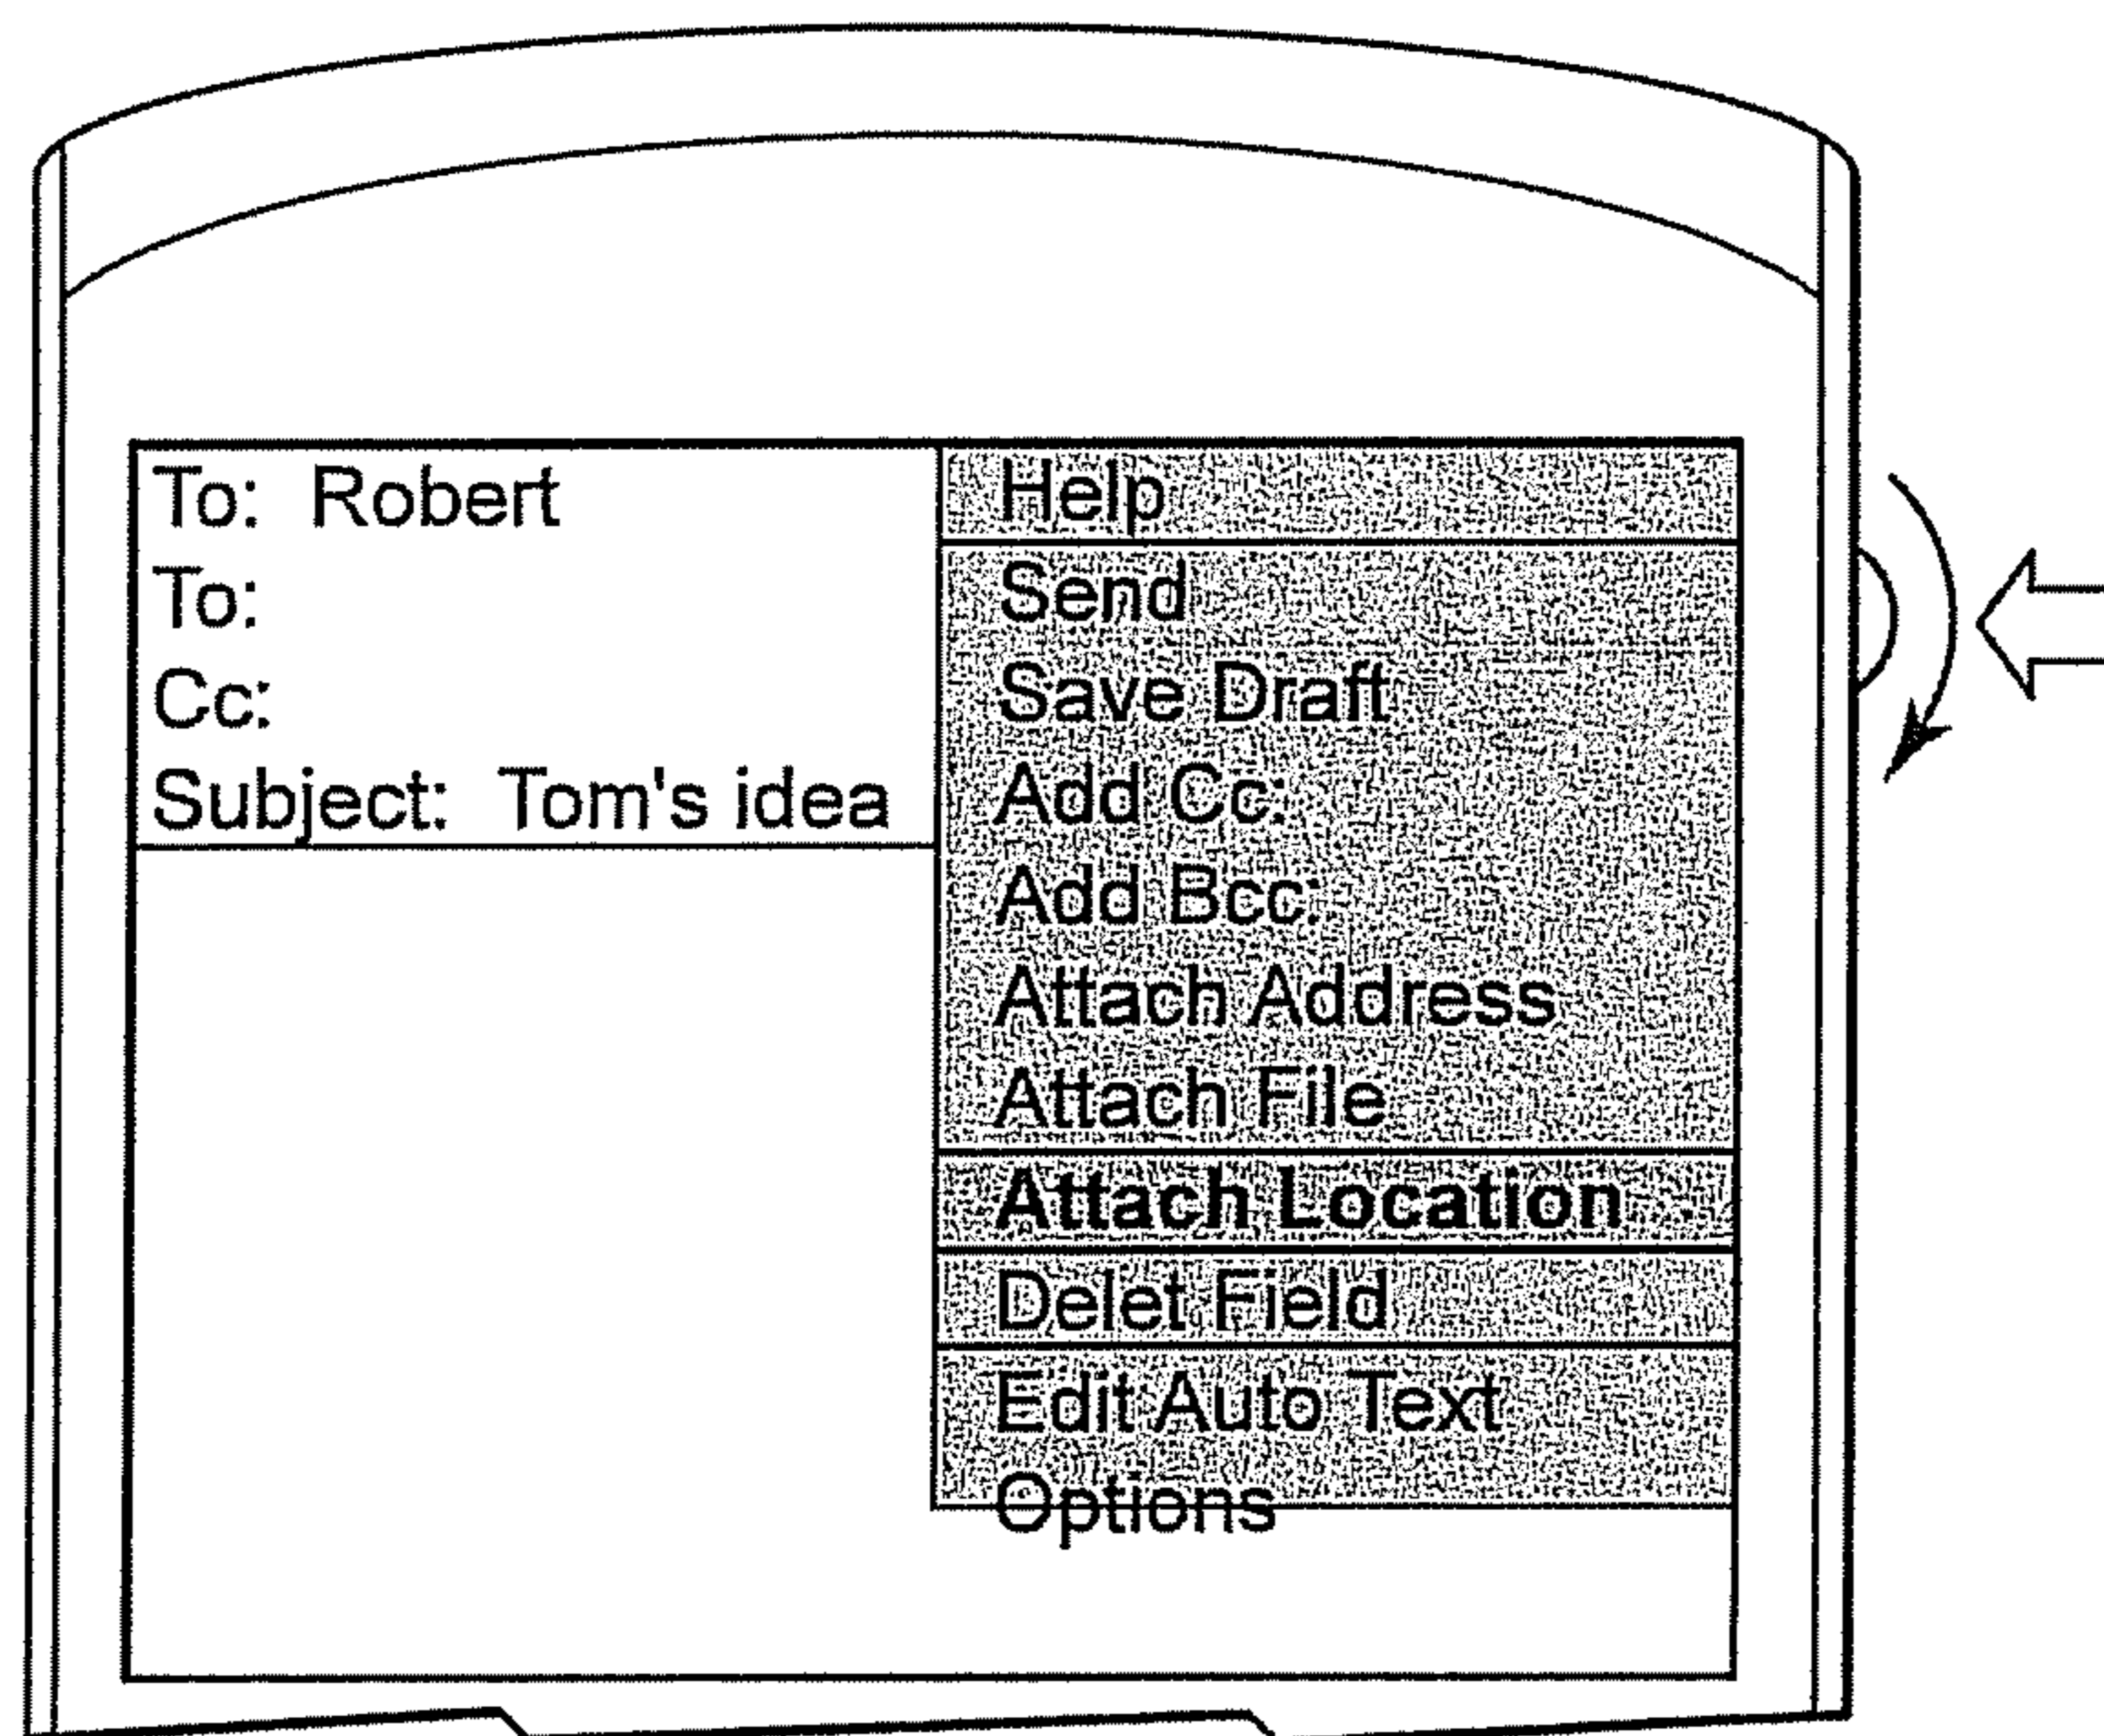 To: Robert
To:
Cc:
Subject: Tom's idea
Help
Send
Save Draft
Add Cc:
Add Bcc:
Attach Address
Attach File
Attach Location
Delet Field
Edit Auto Text
Options